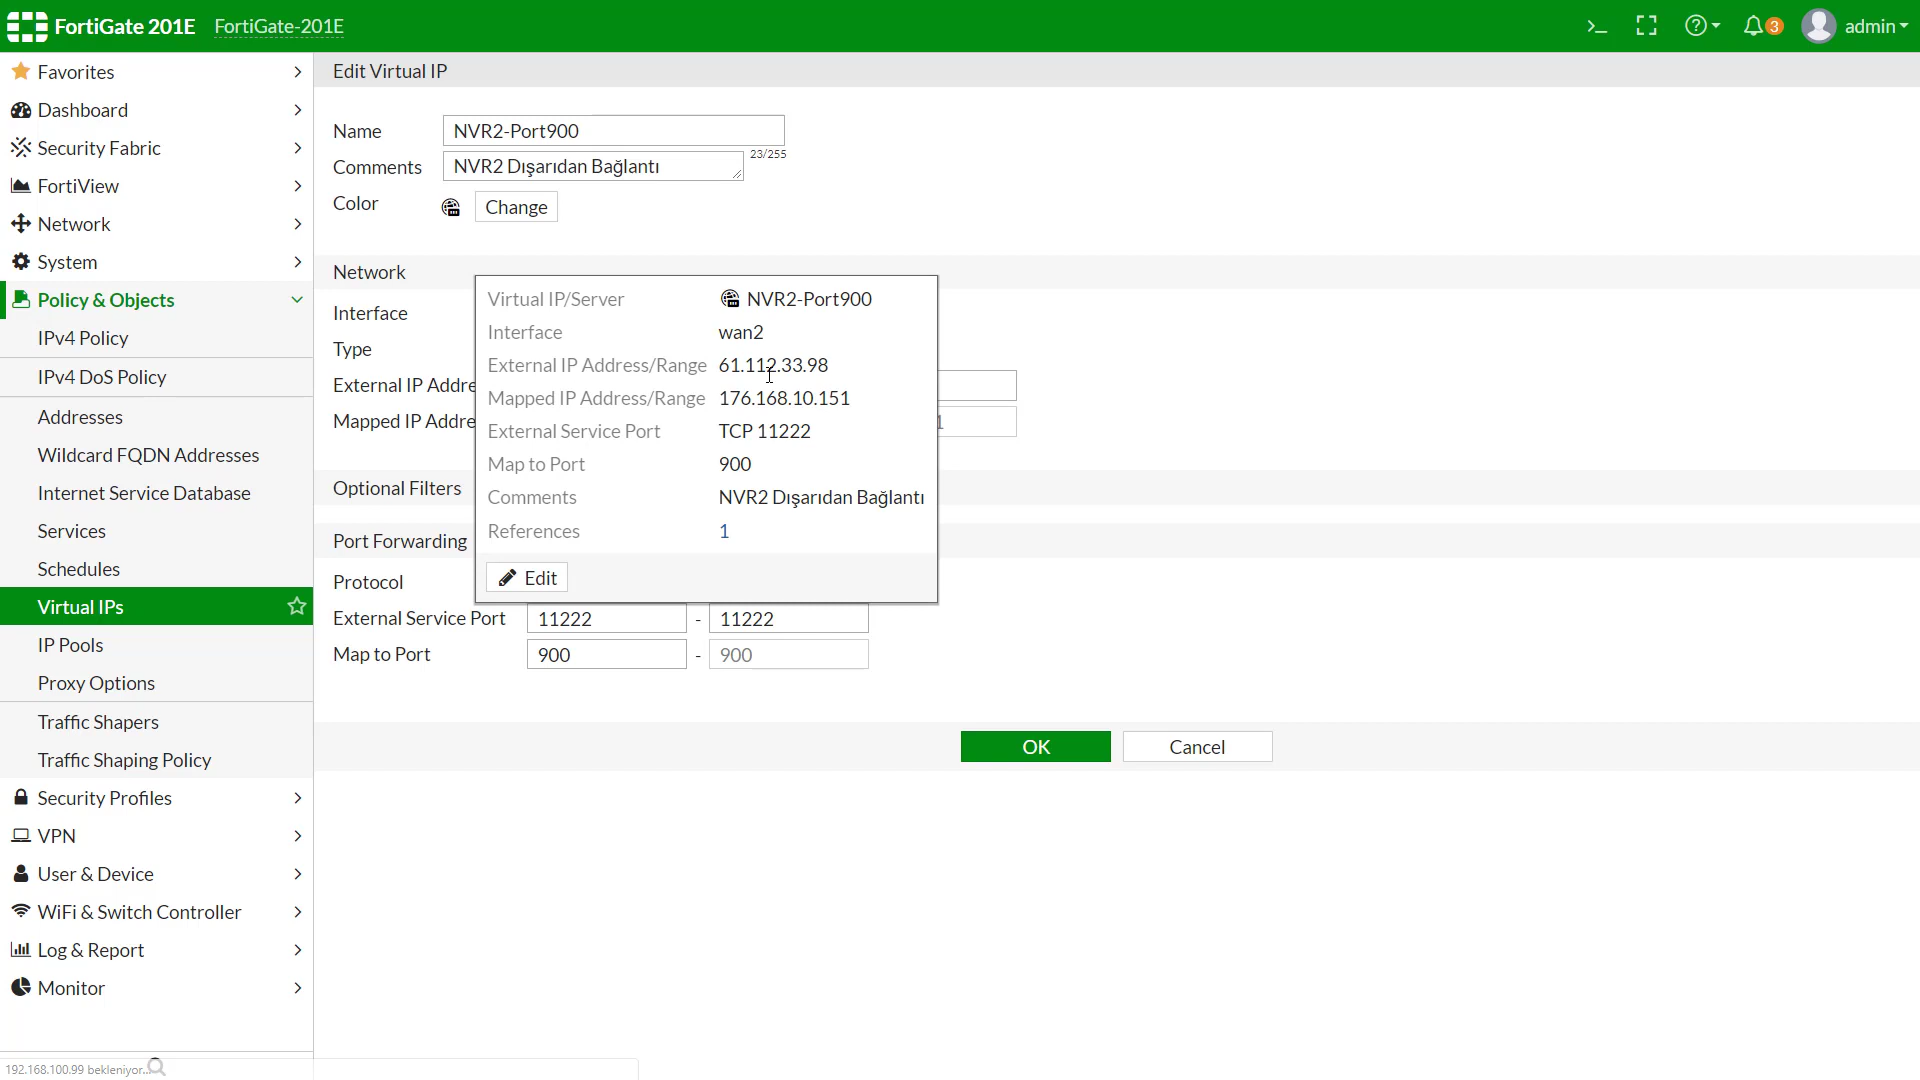 FortiGate 201E FortiGate-201E
3 admin
Favorites
Dashboard
Security Fabric
FortiView
Network
System
Policy & Objects
IPv4 Policy
IPv4 DoS Policy
Addresses
Wildcard FQDN Addresses
Internet Service Database
Services
Schedules
Virtual IPs
IP Pools
Proxy Options
Traffic Shapers
Traffic Shaping Policy
Security Profiles
VPN
User & Device
WiFi & Switch Controller
Log & Report
Monitor
192.168.100.99 bekleniyor...
Edit Virtual IP
Name NVR2-Port900
Comments NVR2 Dışarıdan Bağlantı 23/255
Color Change
Network
Interface
Type
External IP Addre
Mapped IP Addre 1
Optional Filters
Port Forwarding
Protocol
Virtual IP/Server NVR2-Port900
Interface wan2
External IP Address/Range 61.112.33.98
Mapped IP Address/Range 176.168.10.151
External Service Port TCP 11222
Map to Port 900
Comments NVR2 Dışarıdan Bağlantı
References 1
Edit
External Service Port 11222 - 11222
Map to Port 900 - 900
OK Cancel